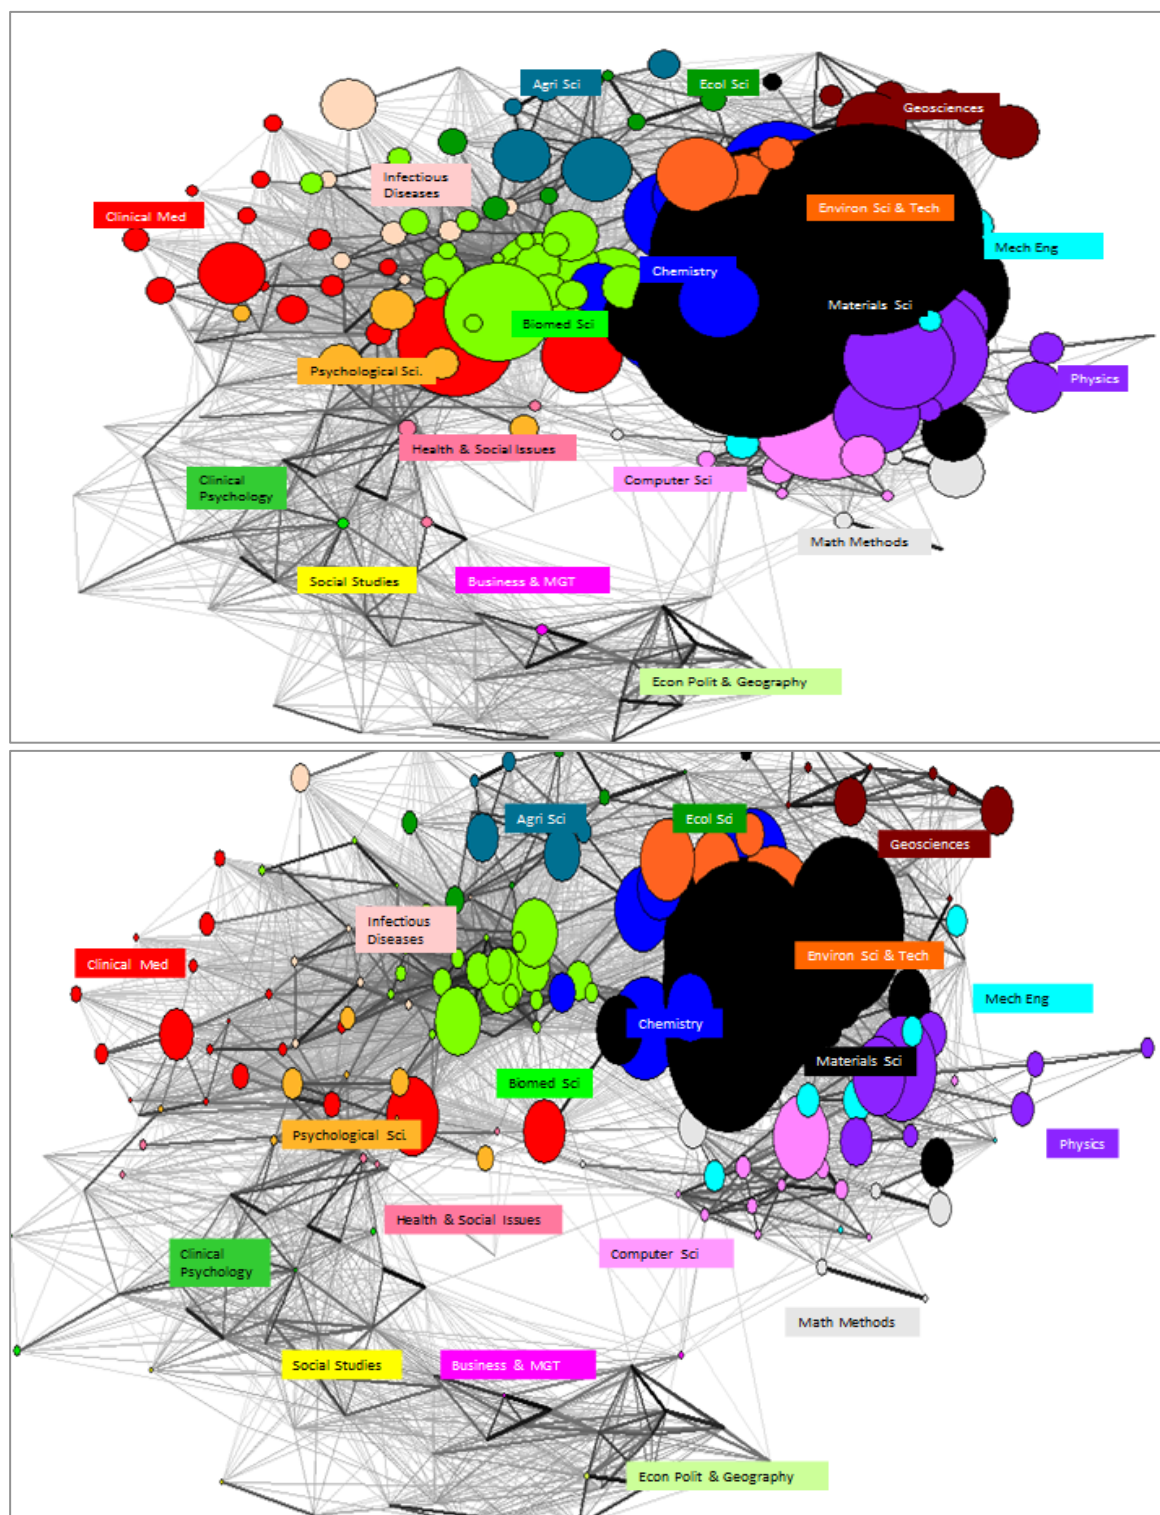 Agri Sci
Ecol Sci
Geosciences
Infectious
Diseases
Clinical Med
Environ Sci & Tech
Mech Eng
Chemistry
Materials Sci
Biomed Sci
Psychological Sci.
Physics
Health & Social Issues
Clinical
Psychology
Computer Sci
Math Methods
Social Studies
Business & MGT
Econ Polit & Geography
Agri Sci
Ecol Sci
Geosciences
Infectious
Diseases
Clinical Med
Environ Sci & Tech
Mech Eng
Chemistry
Materials Sci
Biomed Sci
Psychological Sci.
Physics
Health & Social Issues
Clinical
Psychology
Computer Sci
Math Methods
Social Studies
Business & MGT
Econ Polit & Geography